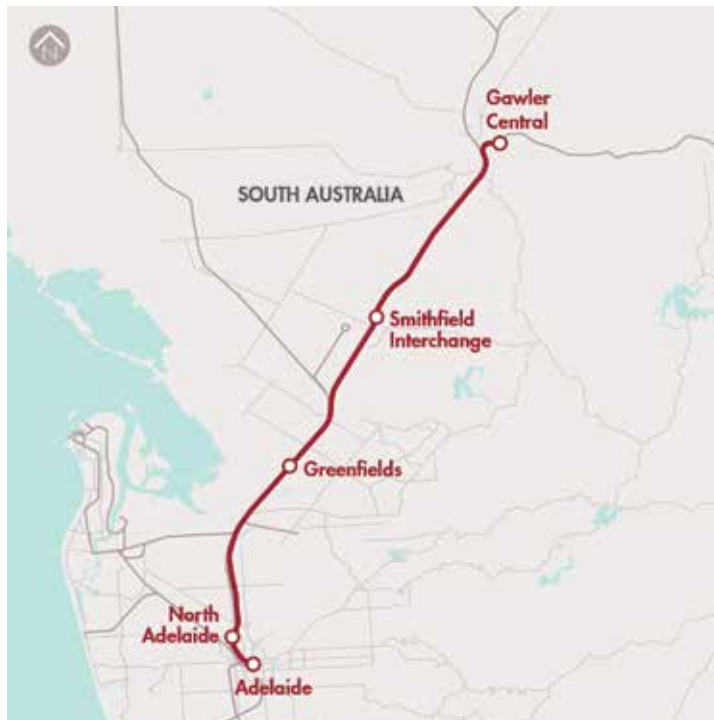 N
Gawler
Central
SOUTH AUSTRALIA
Smithfield
Interchange
Greenfields
North
Adelaide
Adelaide